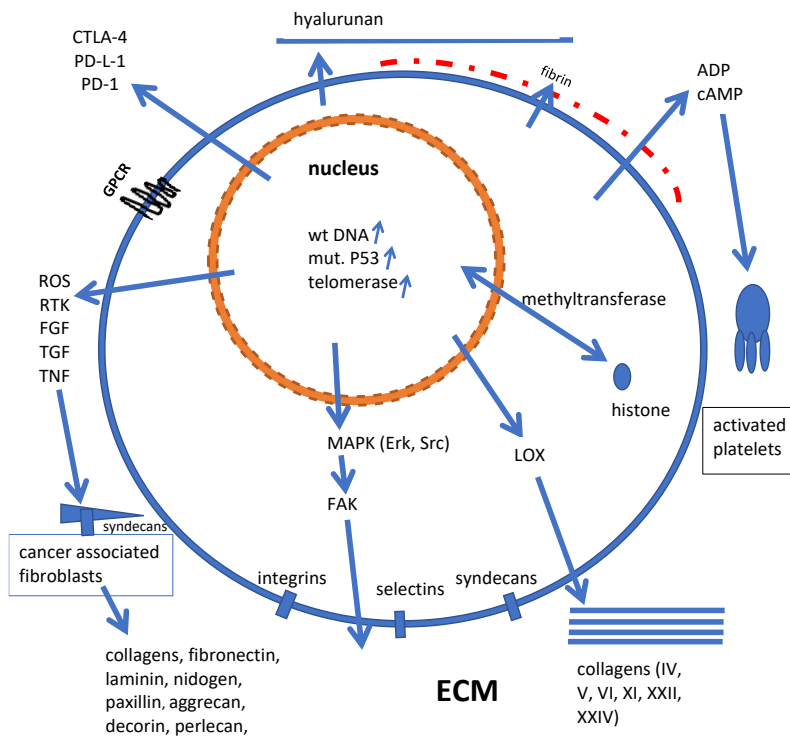 hyalurunan
CTLA-4
PD-L-1
PD-1
fibrin
ADP
cAMP
GPCR
nucleus
wt DNA
mut. P53
telomerase
ROS
RTK
FGF
TGF
TNF
methyltransferase
histone
activated
platelets
MAPK (Erk, Src)
LOX
FAK
syndecans
cancer associated
fibroblasts
integrins
selectins
syndecans
collagens, fibronectin,
laminin, nidogen,
paxillin, aggrecan,
decorin, perlecan,
ECM
collagens (IV,
V, VI, XI, XXII,
XXIV)